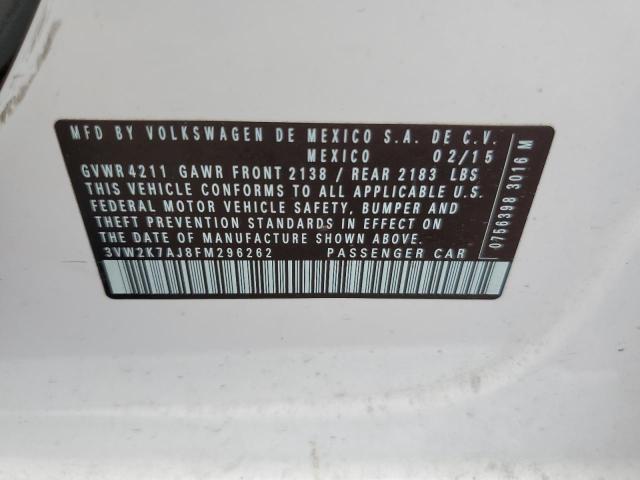 MFD BY VOLKSWAGEN DE MEXICO S.A. DE C.V.
MEXICO 02/15
GVWR 4211 GAWR FRONT 2138 / REAR 2183 LBS
THIS VEHICLE CONFORMS TO ALL APPLICABLE U.S.
FEDERAL MOTOR VEHICLE SAFETY, BUMPER AND
THEFT PREVENTION STANDARDS IN EFFECT ON
THE DATE OF MANUFACTURE SHOWN ABOVE.
3VW2K7AJ8FM296262 PASSENGER CAR
0756398 3016 M